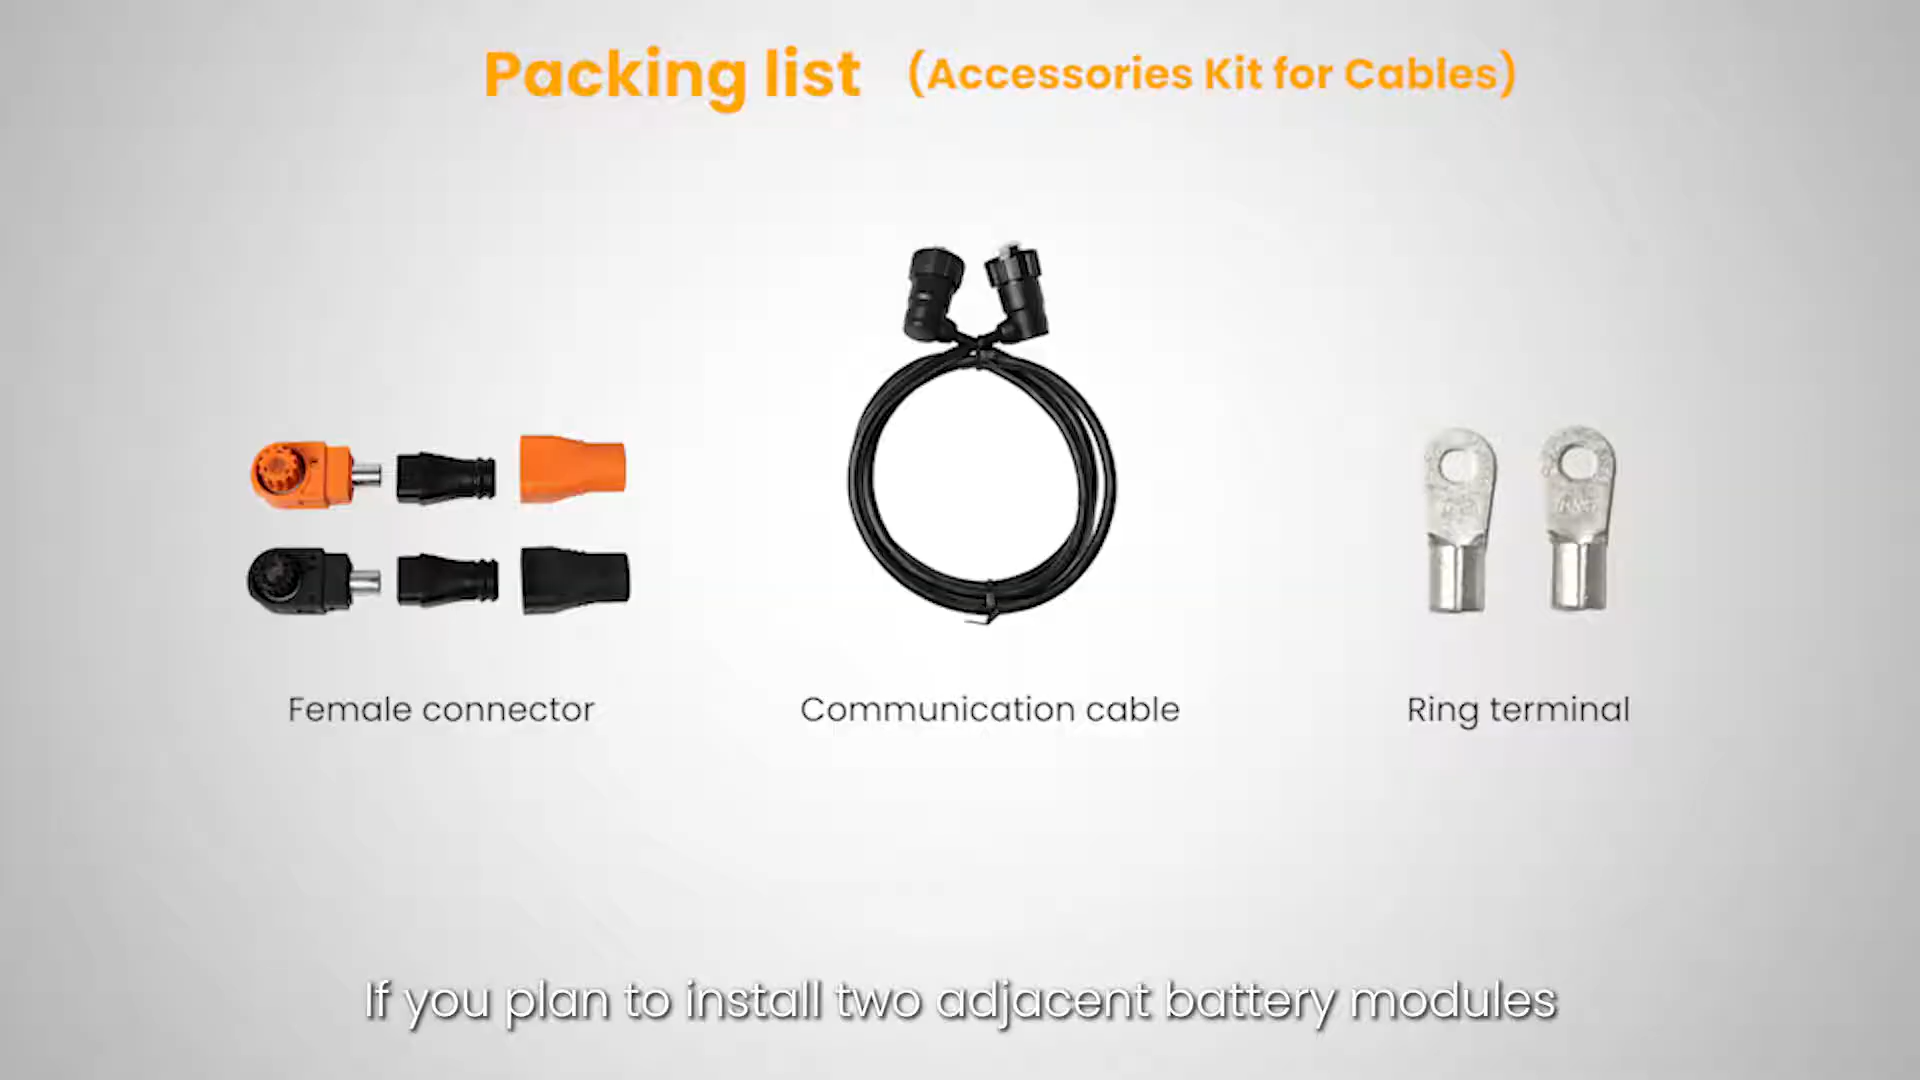 Packing list (Accessories Kit for Cables)
Female connector
Communication cable
Ring terminal
If you plan to install two adjacent battery modules